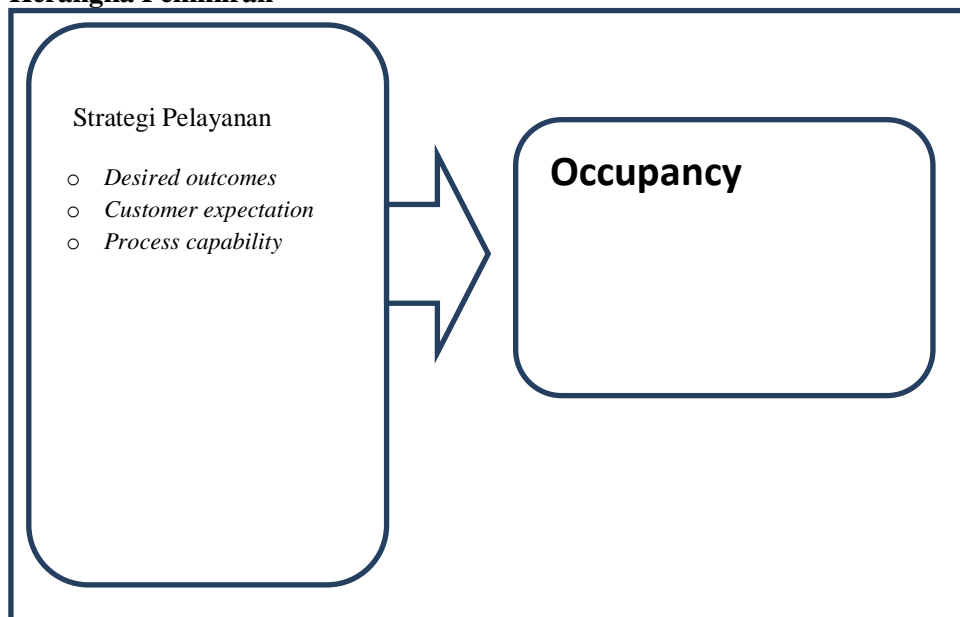 Strategi Pelayanan
o Desired outcomes
o Customer expectation
o Process capability
Occupancy